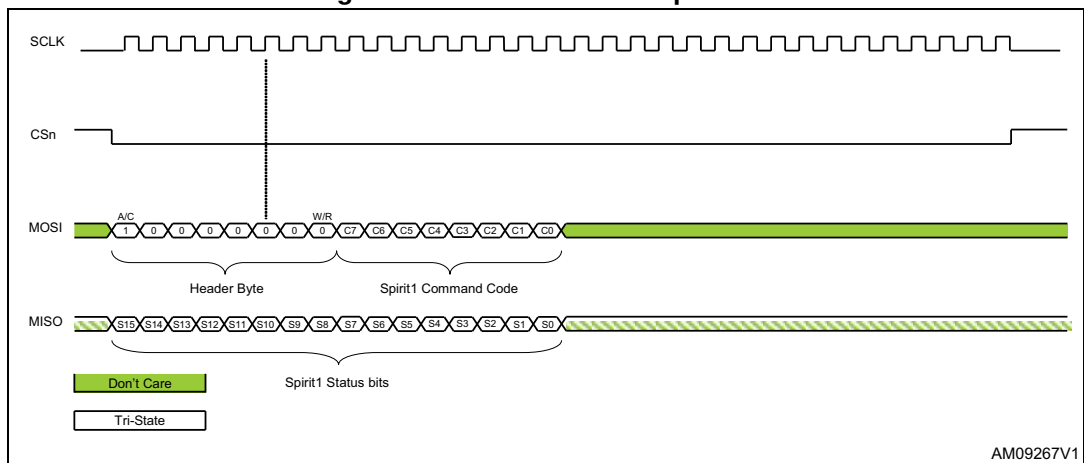 SCLK
CSn
A/C W/R
MOSI 1 0 0 0 0 0 0 0 C7 C6 C5 C4 C3 C2 C1 C0
Header Byte Spirit1 Command Code
MISO S15 S14 S13 S12 S11 S10 S9 S8 S7 S6 S5 S4 S3 S2 S1 S0
Don't Care Spirit1 Status bits
Tri-State
AM09267V1